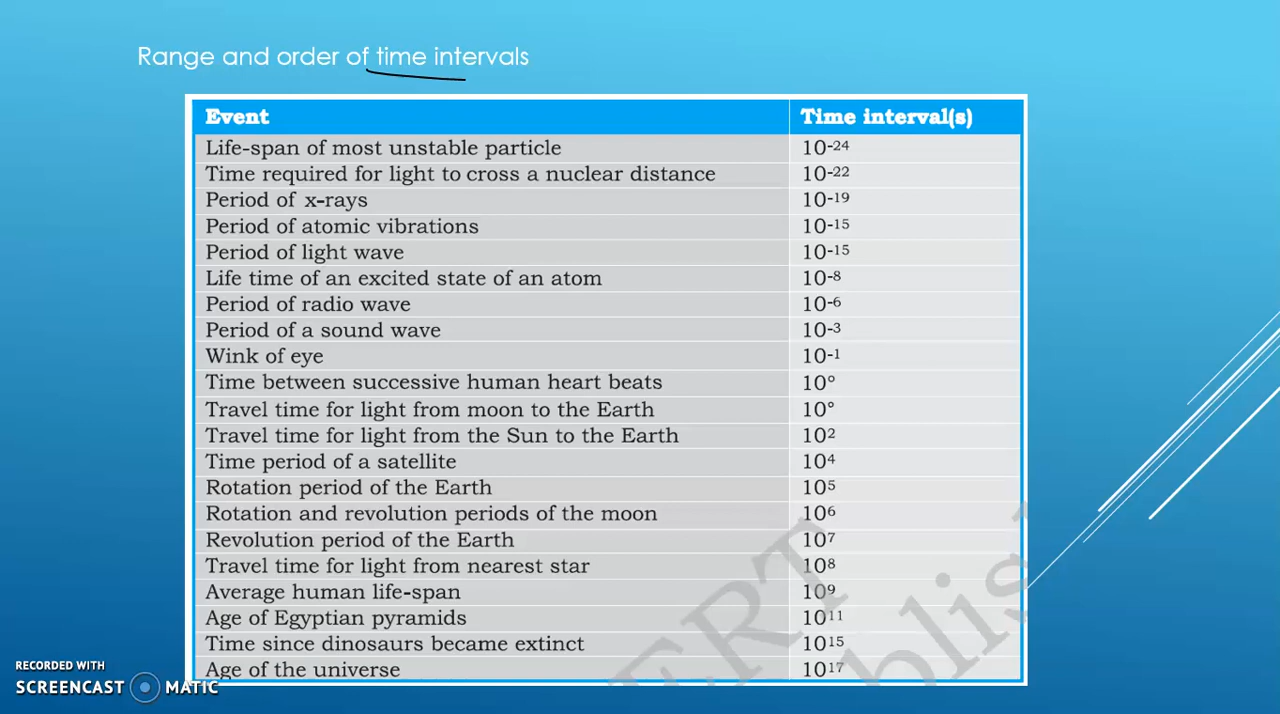 Range and order of time intervals
Event Time interval(s)
Life-span of most unstable particle 10⁻²⁴
Time required for light to cross a nuclear distance 10⁻²²
Period of x-rays 10⁻¹⁹
Period of atomic vibrations 10⁻¹⁵
Period of light wave 10⁻¹⁵
Life time of an excited state of an atom 10⁻⁸
Period of radio wave 10⁻⁶
Period of a sound wave 10⁻³
Wink of eye 10⁻¹
Time between successive human heart beats 10⁰
Travel time for light from moon to the Earth 10⁰
Travel time for light from the Sun to the Earth 10²
Time period of a satellite 10⁴
Rotation period of the Earth 10⁵
Rotation and revolution periods of the moon 10⁶
Revolution period of the Earth 10⁷
Travel time for light from nearest star 10⁸
Average human life-span 10⁹
Age of Egyptian pyramids 10¹¹
Time since dinosaurs became extinct 10¹⁵
Age of the universe 10¹⁷
RECORDED WITH
SCREENCAST MATIC